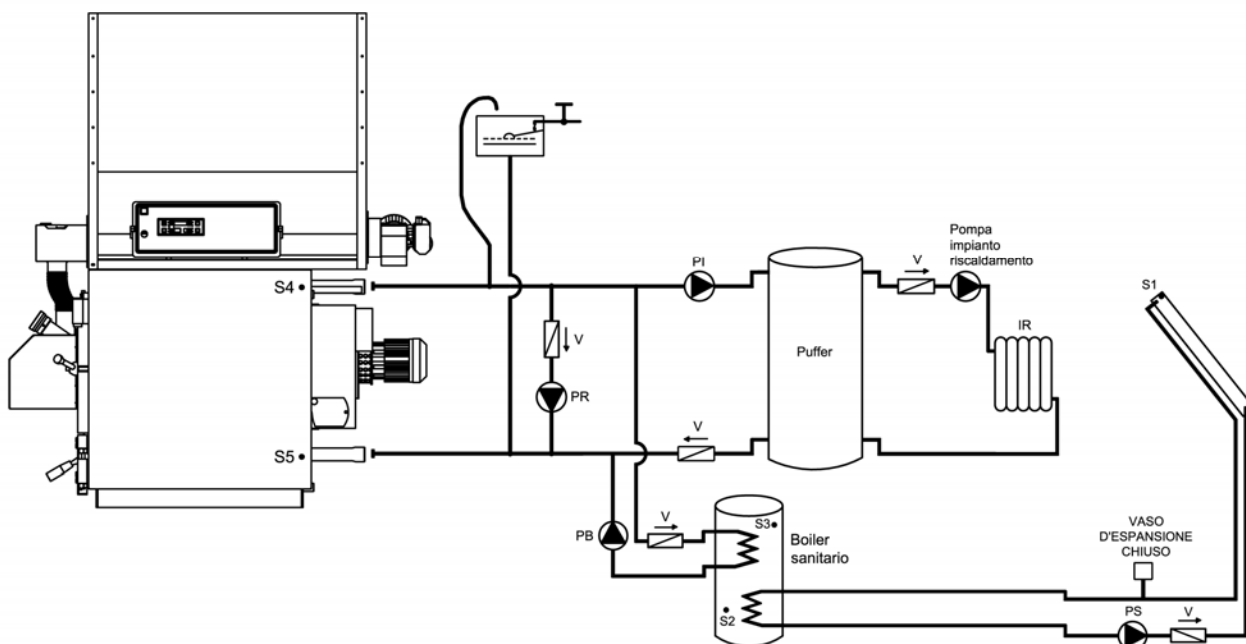 S4
S5
V
PR
PI
Puffer
V
V
Pompa
impianto
riscaldamento
IR
S1
PB
V
S3
S2
Boiler
sanitario
VASO
D'ESPANSIONE
CHIUSO
PS
V